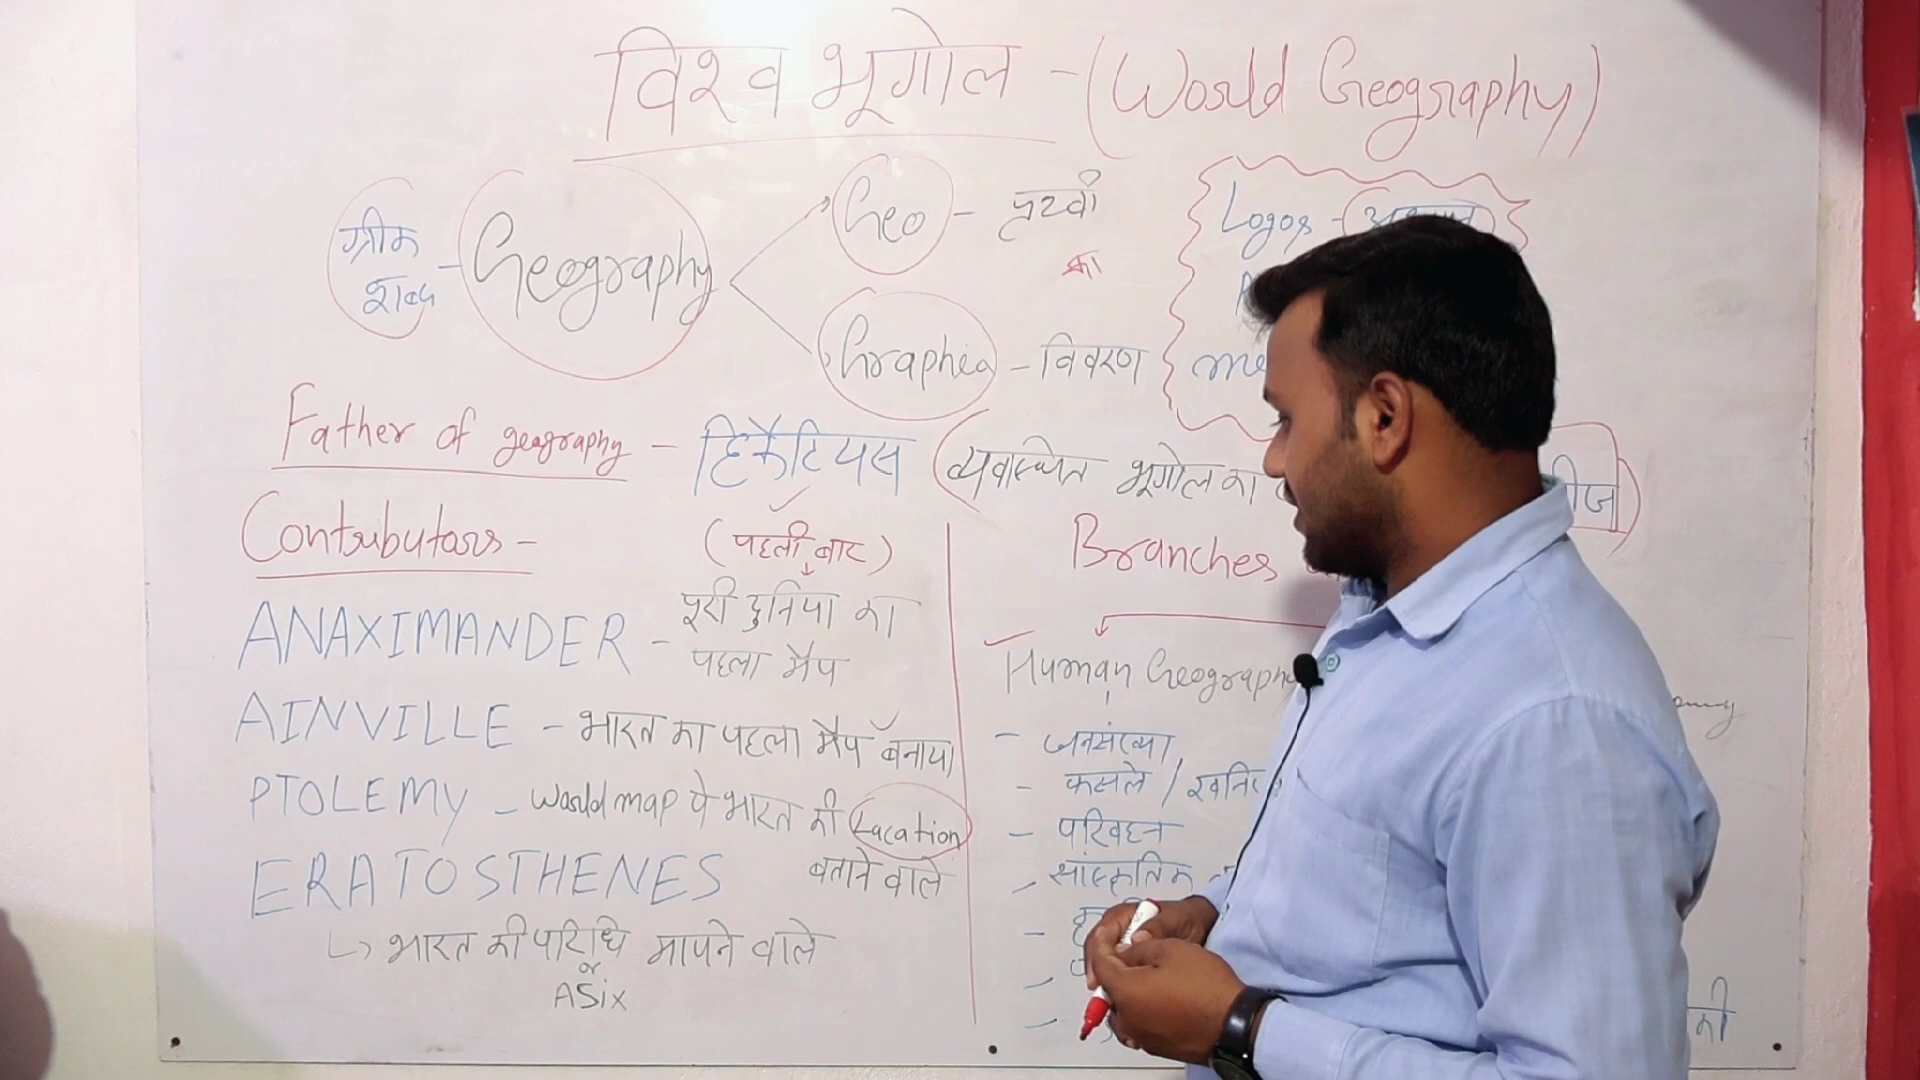 विश्व भूगोल - (World Geography)
ग्रीक शब्द - Geography
Geo - पृथ्वी
का
Graphia - विवरण
Logos -
Father of geography - हिकैटियस (व्यवस्थित भूगोल का
Contributors -
(पहली बार)
ANAXIMANDER - पूरी दुनिया का
पहला मैप
AINVILLE - भारत का पहला मैप बनाया
PTOLEMY - World map पे भारत की Lacation
बताने वाले
ERATOSTHENES
↳ भारत की परिधि मापने वाले
or
ASix
Branches
Human Geography
- जनसंख्या,
- फसले /
- परिवहन
- सांस्कृतिक
की